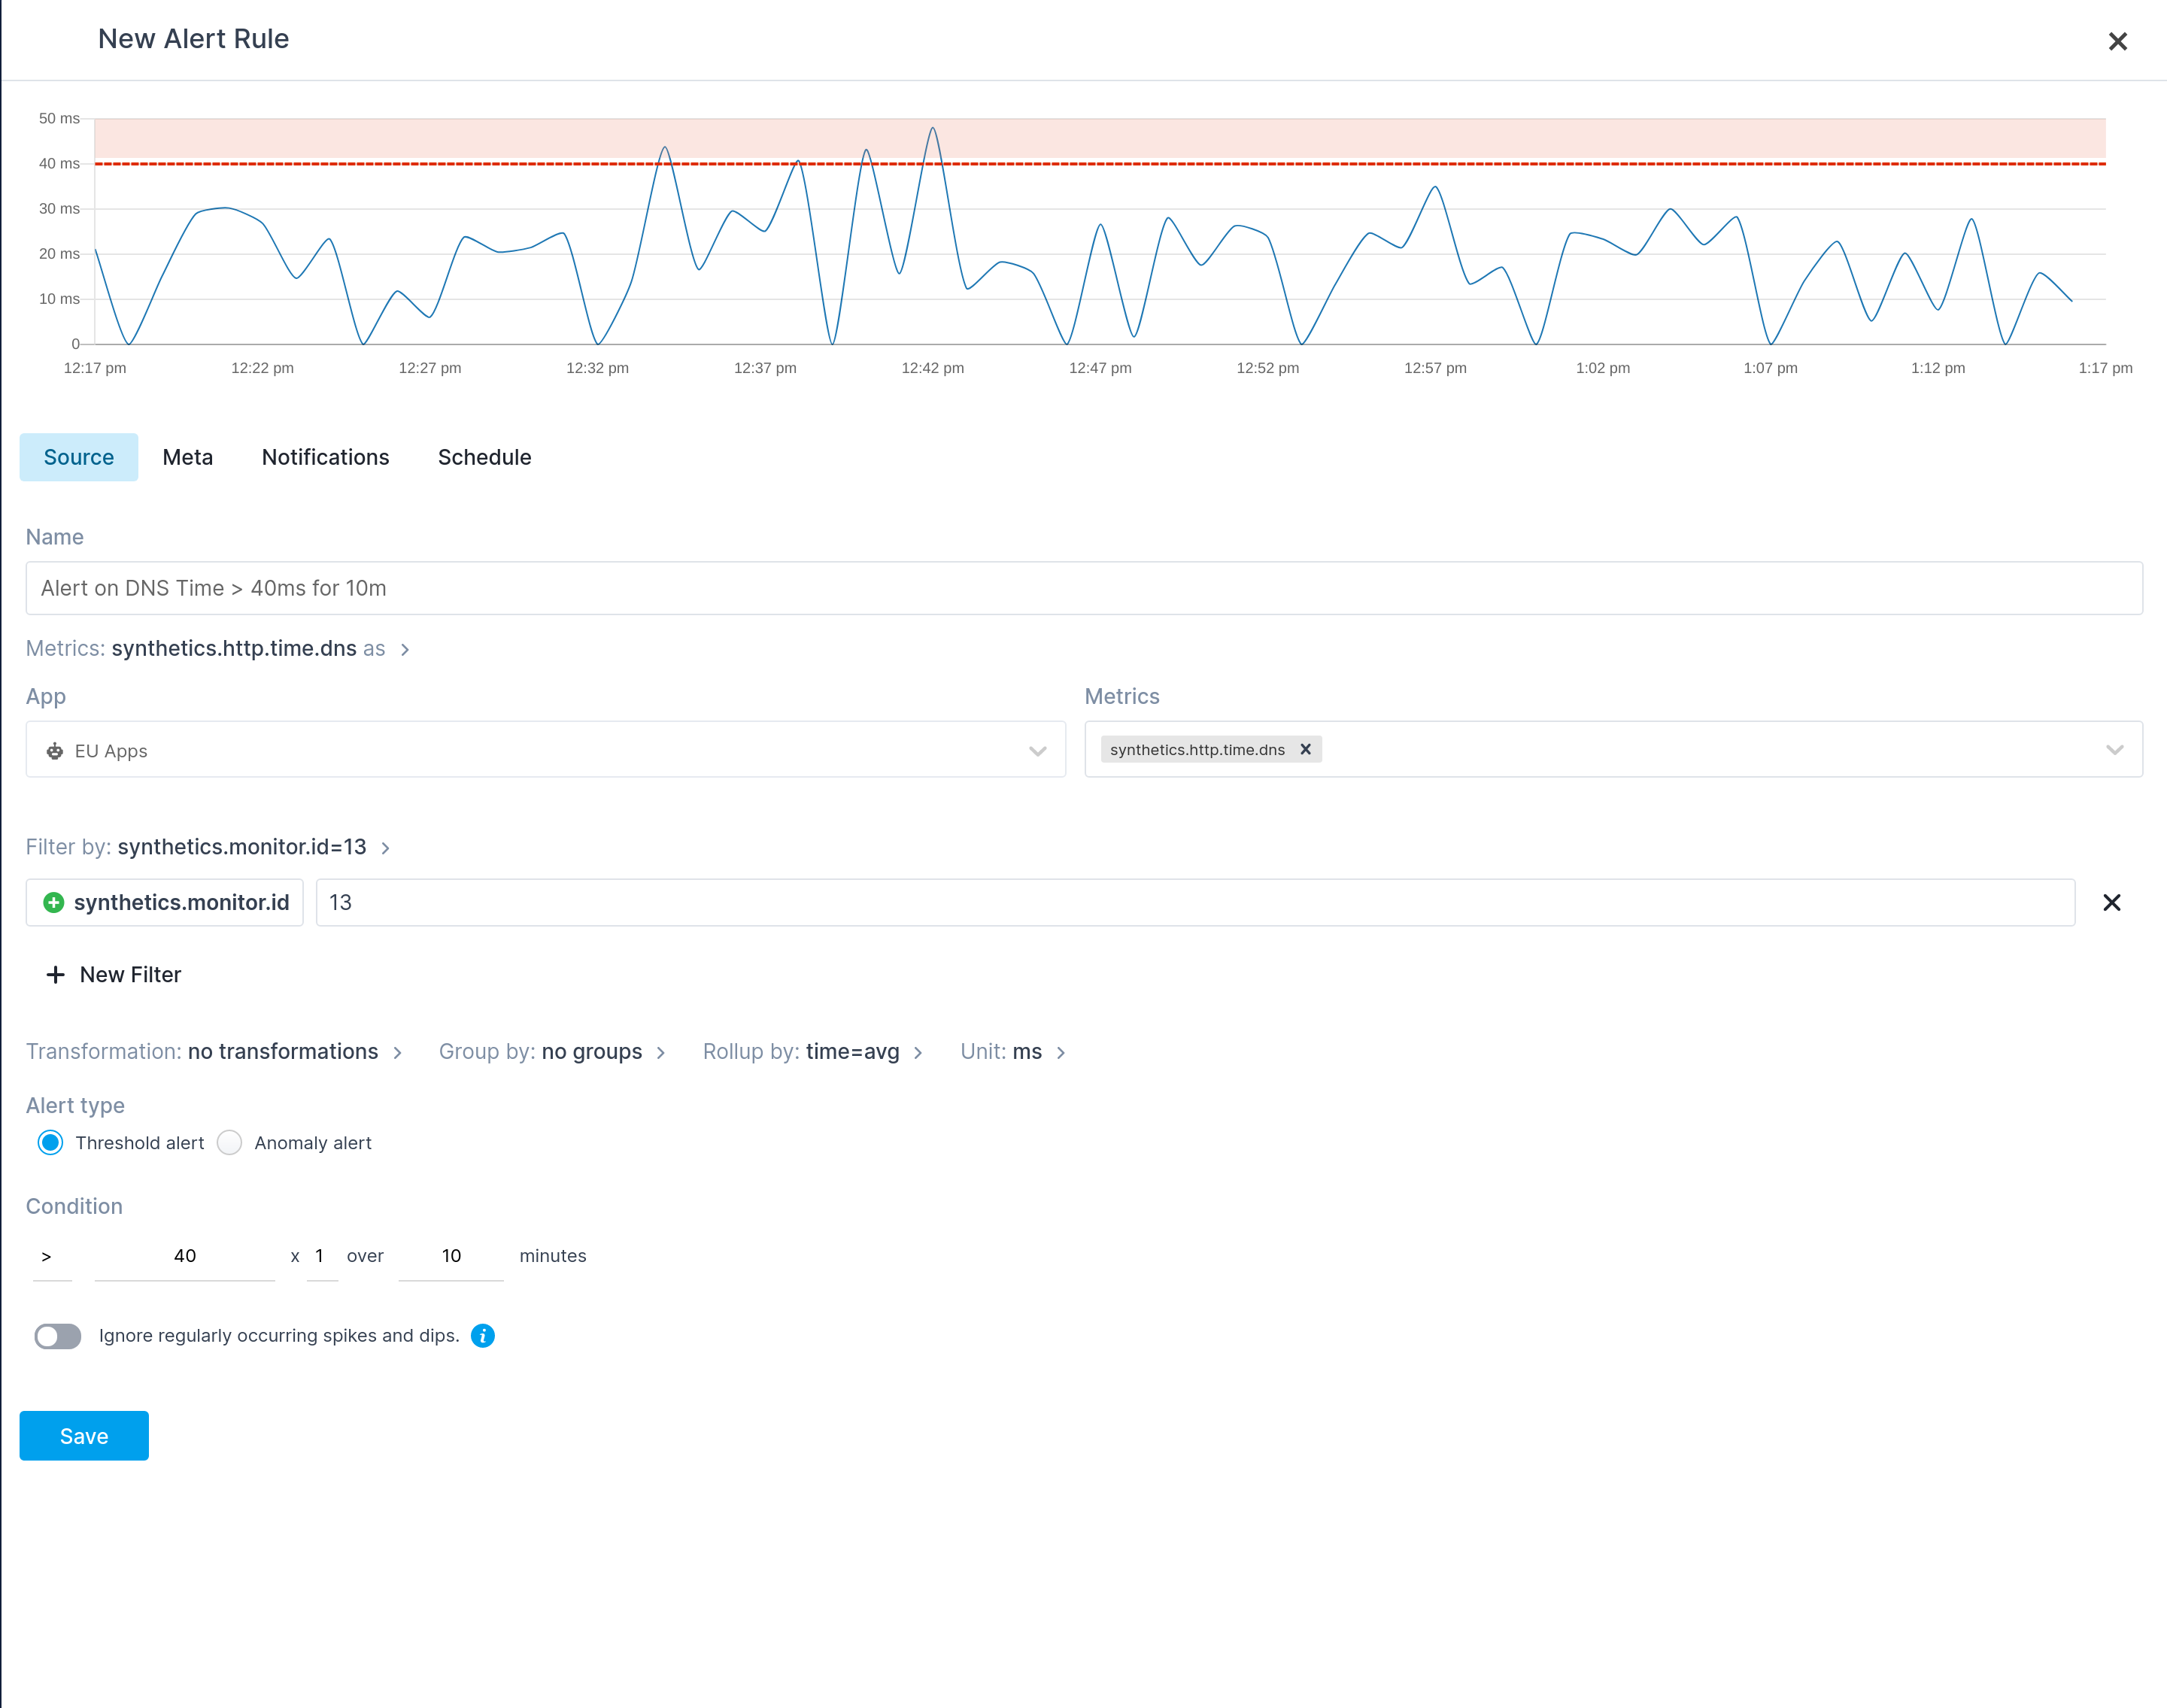 New Alert Rule
50 ms
40 ms
30 ms
20 ms
10 ms
0
12:17 pm 12:22 pm 12:27 pm 12:32 pm 12:37 pm 12:42 pm 12:47 pm 12:52 pm 12:57 pm 1:02 pm 1:07 pm 1:12 pm 1:17 pm
Source Meta Notifications Schedule
Name
Alert on DNS Time > 40ms for 10m
Metrics: synthetics.http.time.dns as >
App Metrics
EU Apps synthetics.http.time.dns
Filter by: synthetics.monitor.id=13 >
synthetics.monitor.id 13
+ New Filter
Transformation: no transformations > Group by: no groups > Rollup by: time=avg > Unit: ms >
Alert type
Threshold alert Anomaly alert
Condition
> 40 x 1 over 10 minutes
Ignore regularly occurring spikes and dips. i
Save